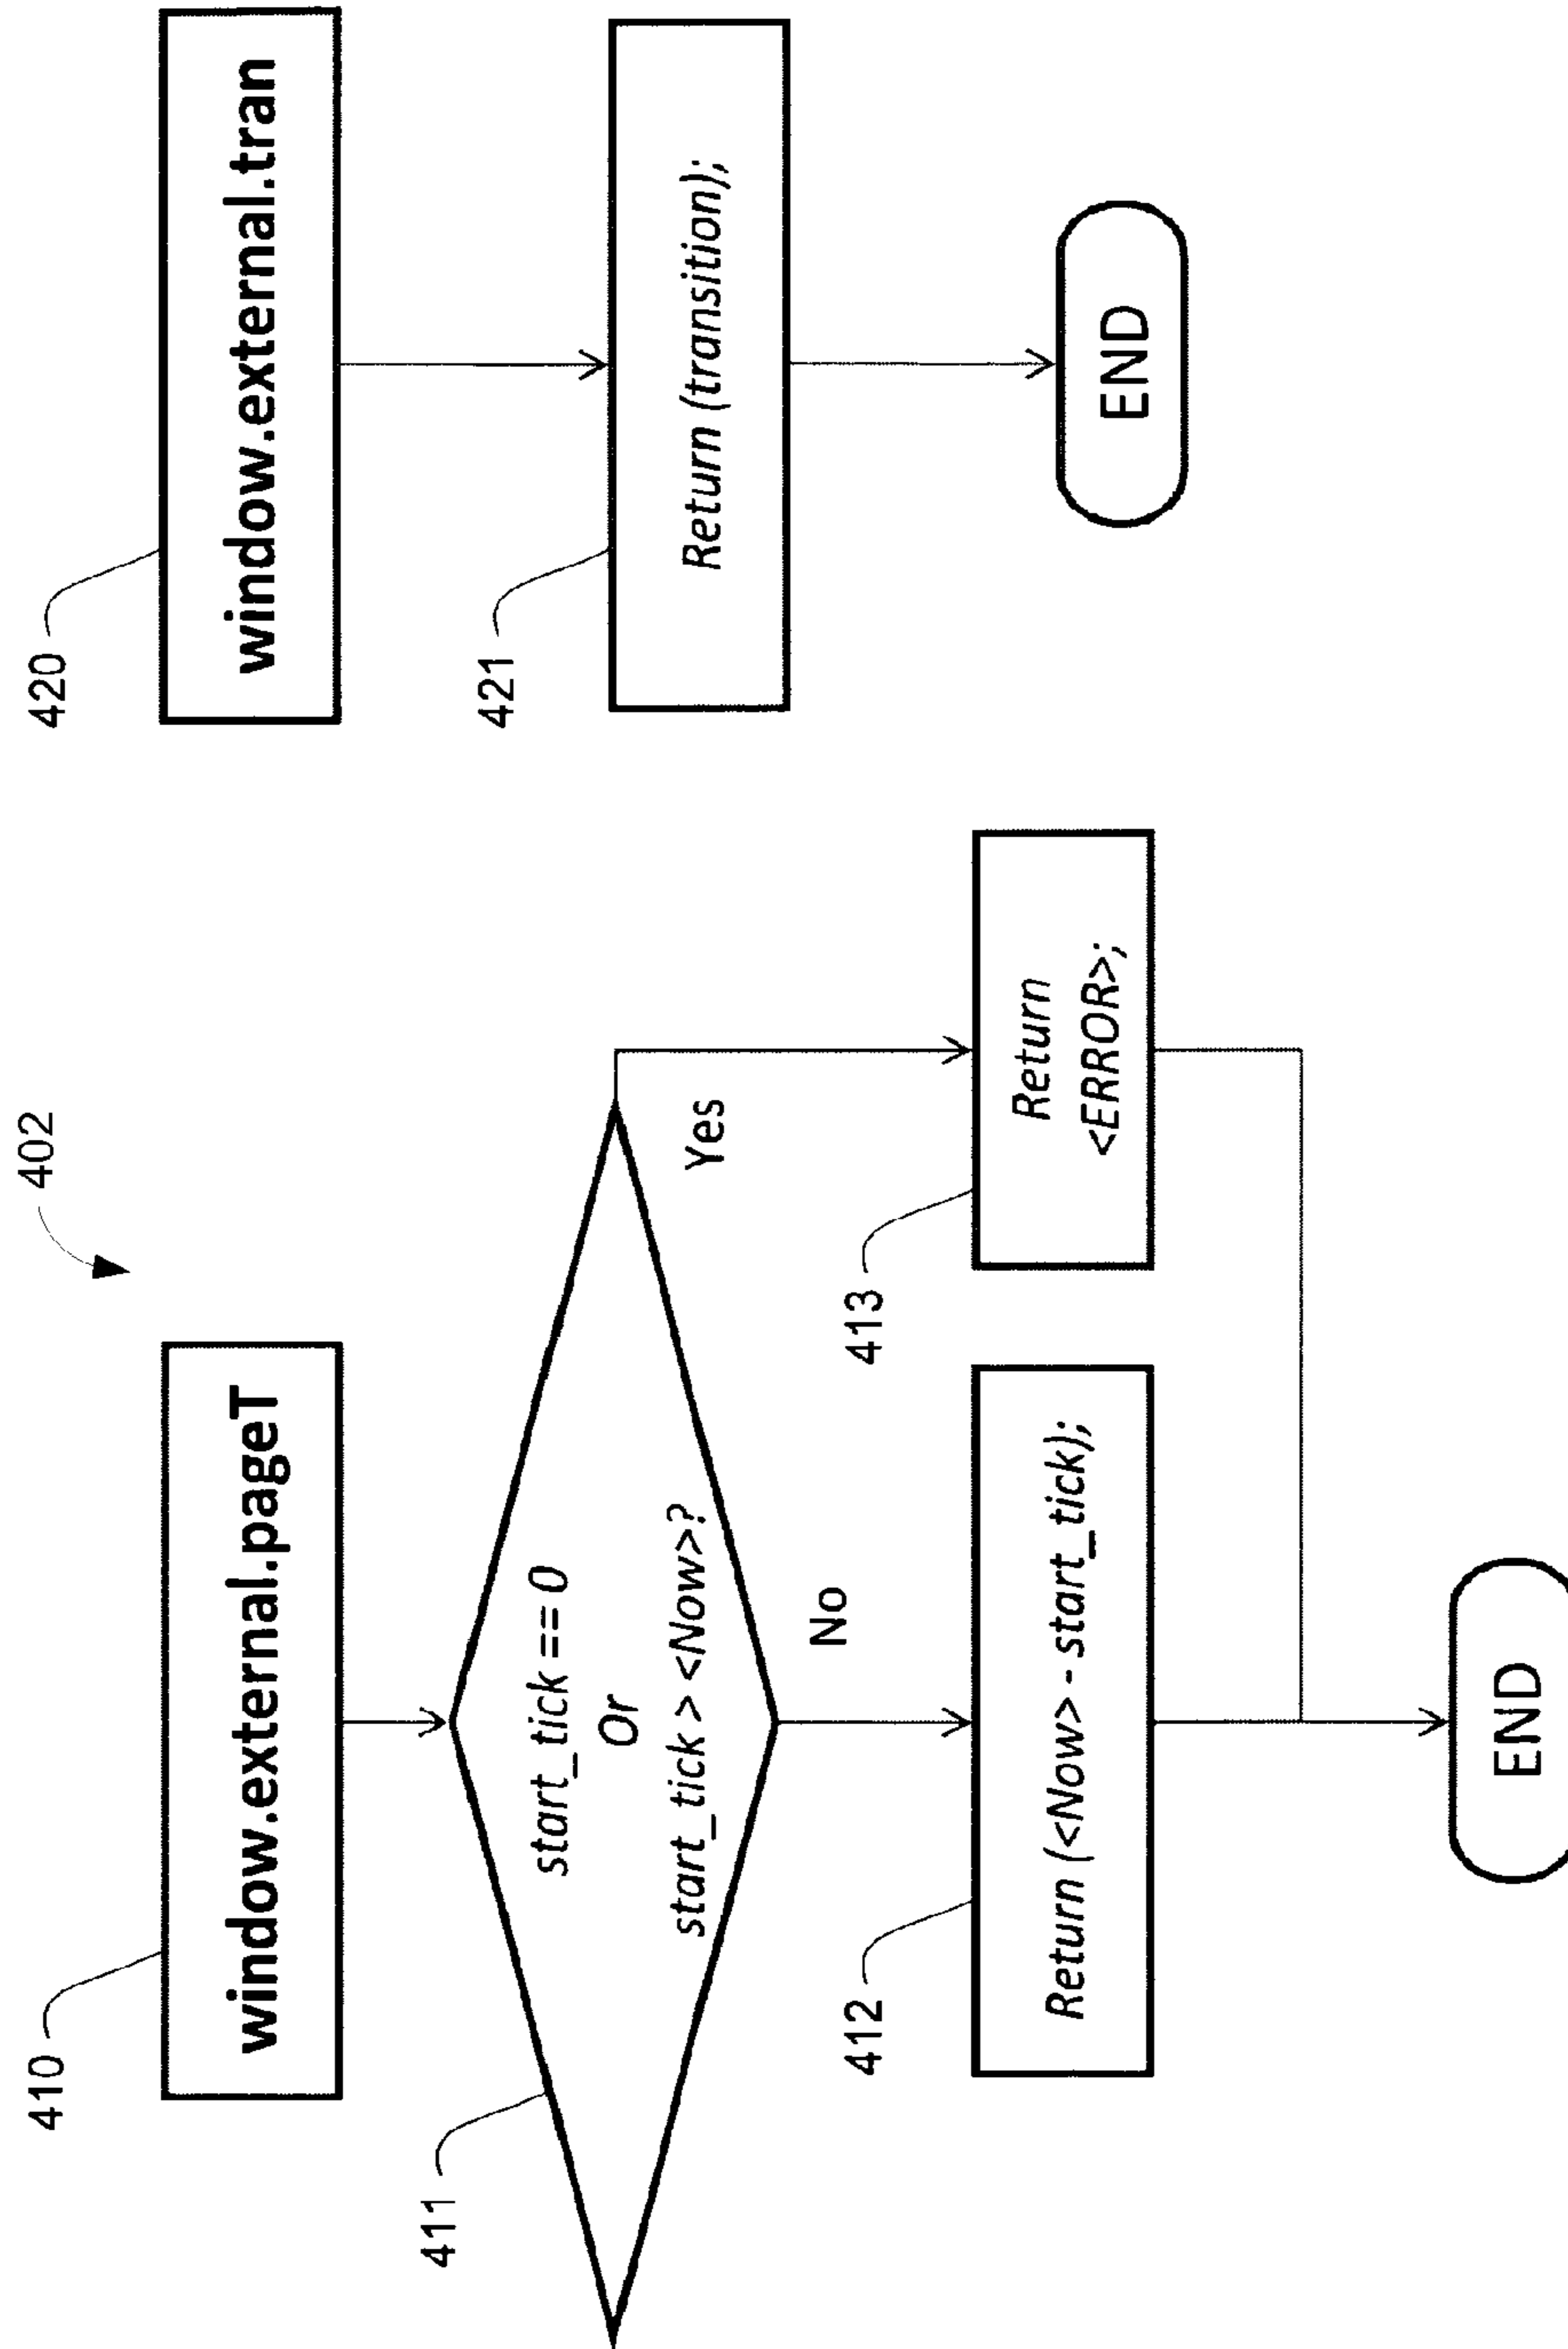 402
410
window.external.pageT
411
start_tick == 0
Or
start_tick > <Now>?
Yes
No
412
Return (<Now> - start_tick);
413
Return
<ERROR>;
END
420
window.external.tran
421
Return (transition);
END